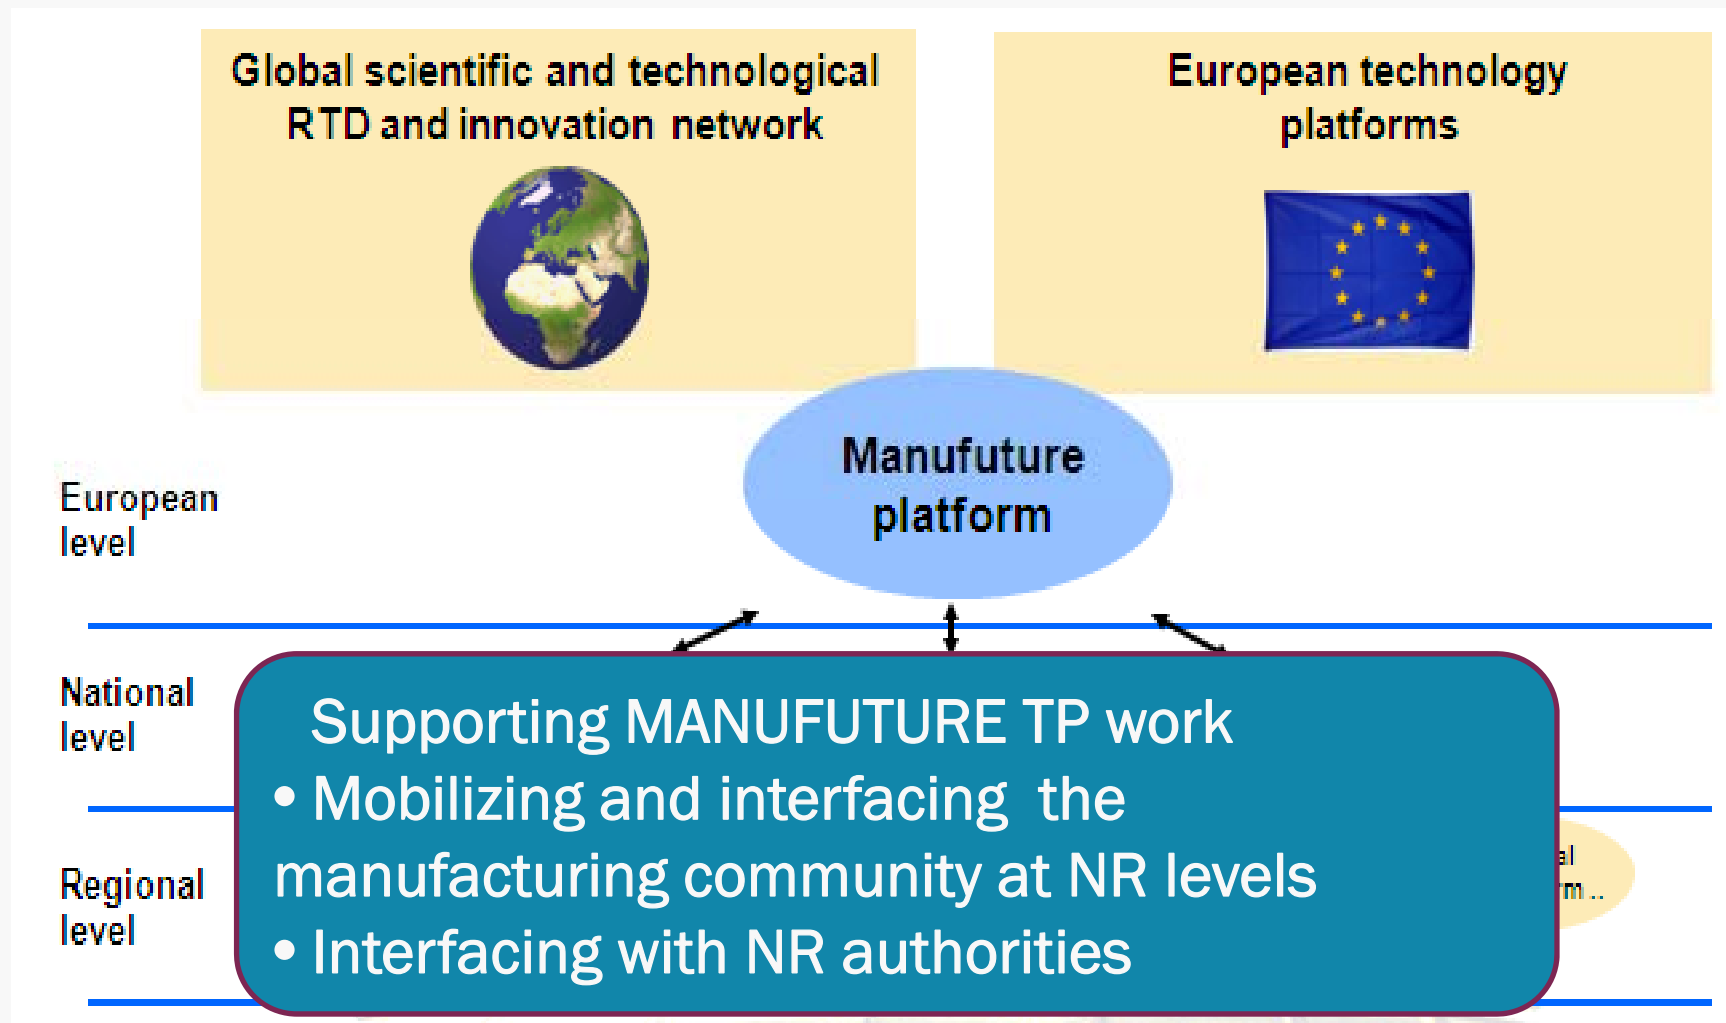 Global scientific and technological
RTD and innovation network
European technology
platforms
Manufuture
platform
European
level
National
level
Supporting MANUFUTURE TP work
• Mobilizing and interfacing the
manufacturing community at NR levels
• Interfacing with NR authorities
Regional
level